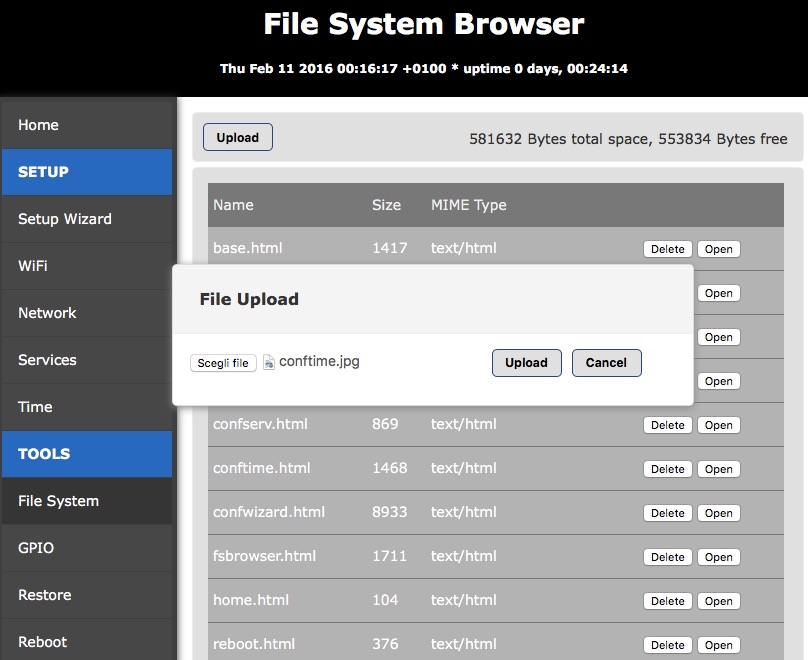 File System Browser
Thu Feb 11 2016 00:16:17 +0100 * uptime 0 days, 00:24:14
Home
SETUP
Setup Wizard
WiFi
Network
Services
Time
TOOLS
File System
GPIO
Restore
Reboot
Upload 581632 Bytes total space, 553834 Bytes free
Name Size MIME Type
base.html 1417 text/html Delete Open
Open
Open
Open
File Upload
Scegli file conftime.jpg Upload Cancel
confserv.html 869 text/html Delete Open
conftime.html 1468 text/html Delete Open
confwizard.html 8933 text/html Delete Open
fsbrowser.html 1711 text/html Delete Open
home.html 104 text/html Delete Open
reboot.html 376 text/html Delete Open